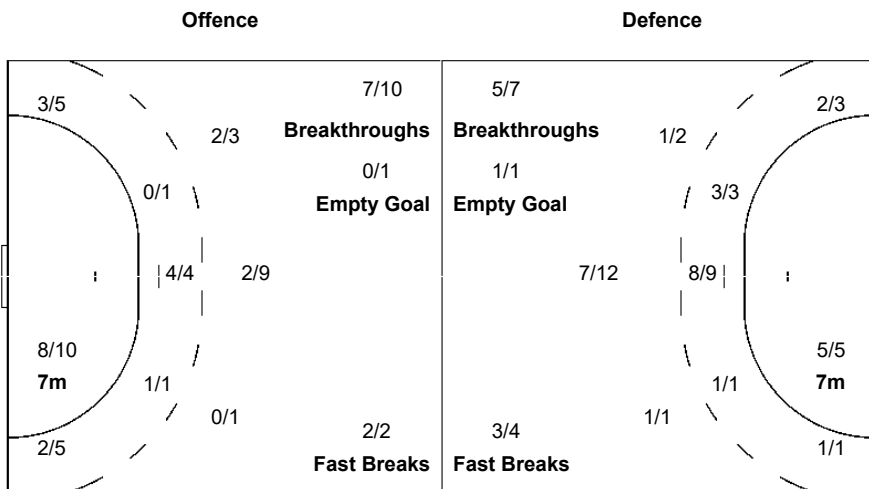 Offence Defence
7/10 5/7
3/5 2/3
2/3 Breakthroughs Breakthroughs 1/2
0/1 1/1
0/1 Empty Goal Empty Goal 3/3
4/4 2/9 7/12 8/9
8/10 5/5
7m 1/1 1/1 7m
0/1 1/1
2/2 3/4
2/5 1/1
Fast Breaks Fast Breaks